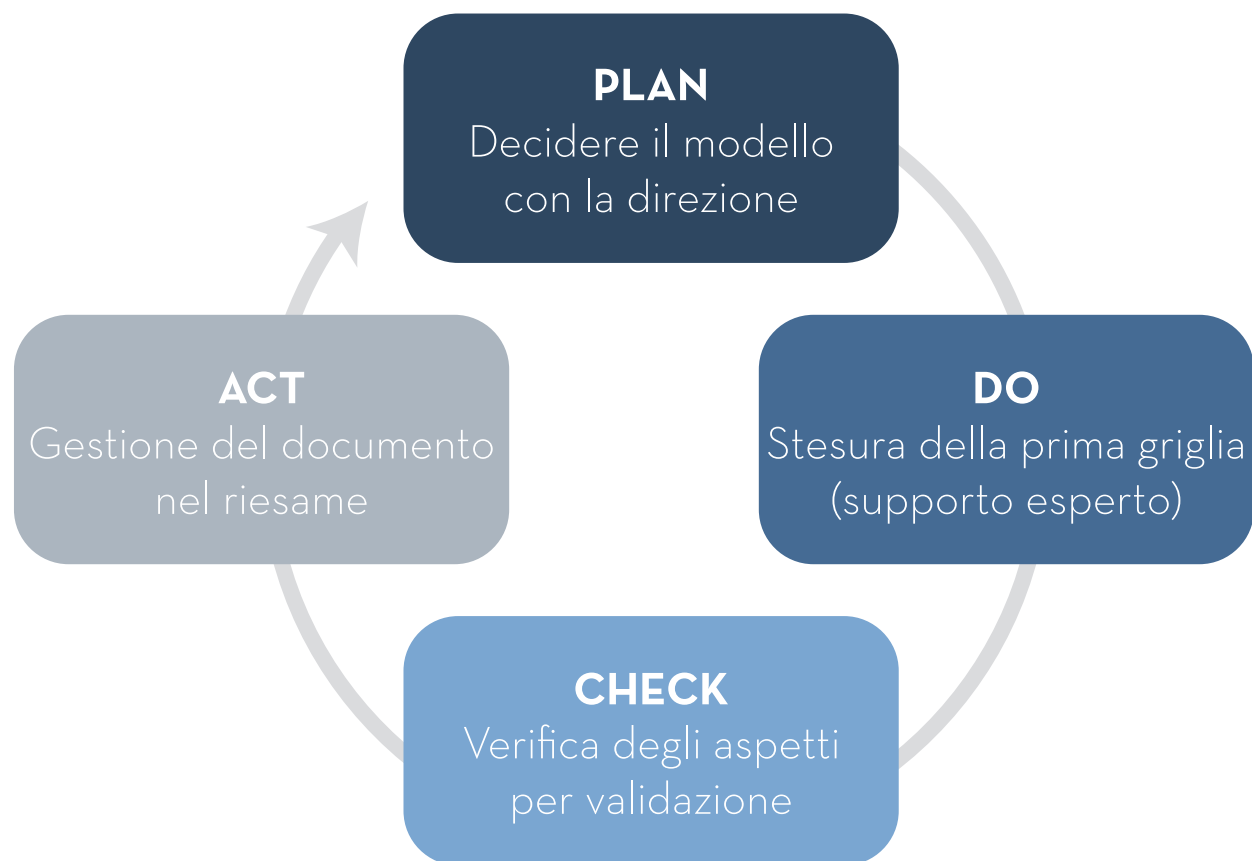 PLAN
Decidere il modello
con la direzione
DO
Stesura della prima griglia
(supporto esperto)
CHECK
Verifica degli aspetti
per validazione
ACT
Gestione del documento
nel riesame